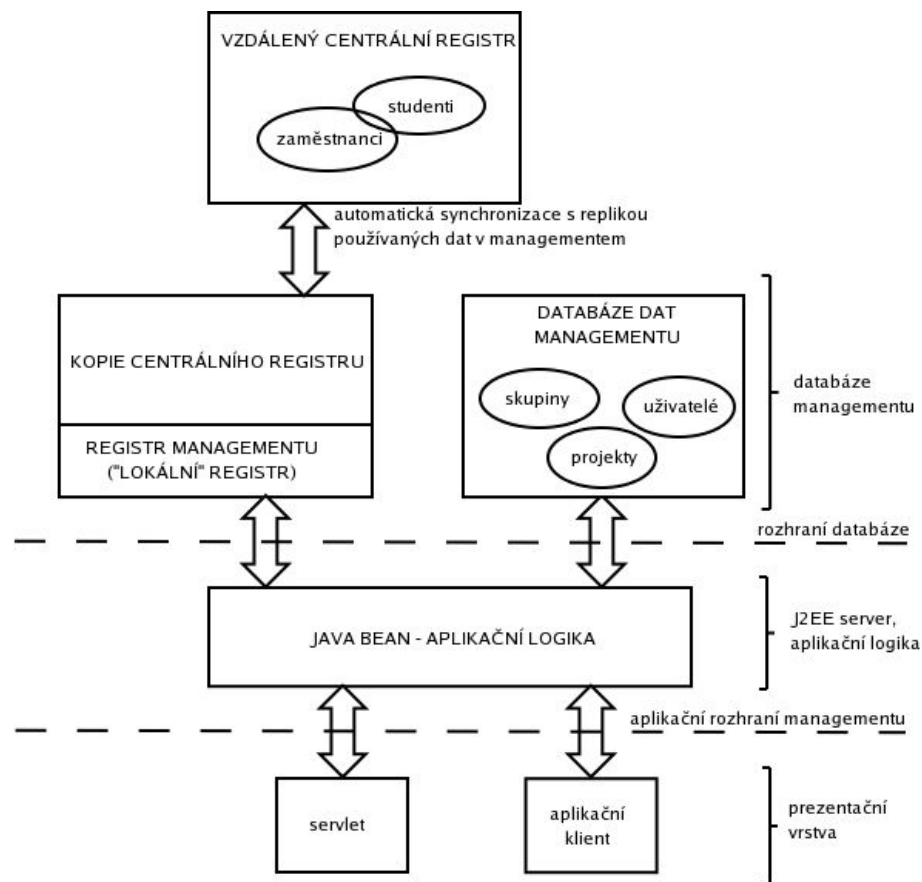 VZDÁLENÝ CENTRÁLNÍ REGISTR
studenti
zaměstnanci
automatická synchronizace s replikou
používaných dat v managementem
KOPIE CENTRÁLNÍHO REGISTRU
REGISTR MANAGEMENTU
("LOKÁLNÍ" REGISTR)
DATABÁZE DAT
MANAGEMENTU
skupiny
uživatelé
projekty
databáze
managementu
rozhraní databáze
JAVA BEAN - APLIKAČNÍ LOGIKA
J2EE server,
aplikační logika
aplikační rozhraní managementu
servlet
aplikační
klient
prezentační
vrstva